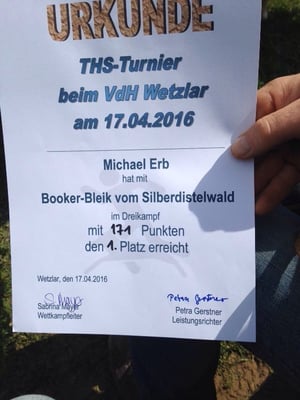 URKUNDE
THS-Turnier
beim VdH Wetzlar
am 17.04.2016
Michael Erb
hat mit
Booker-Bleik vom Silberdistelwald
im Dreikampf
mit 171 Punkten
den 1. Platz erreicht
Wetzlar, den 17.04.2016
S. Mayer
Sabrina Mayer
Wettkampfleiter
Petra Gerstner
Petra Gerstner
Leistungsrichter